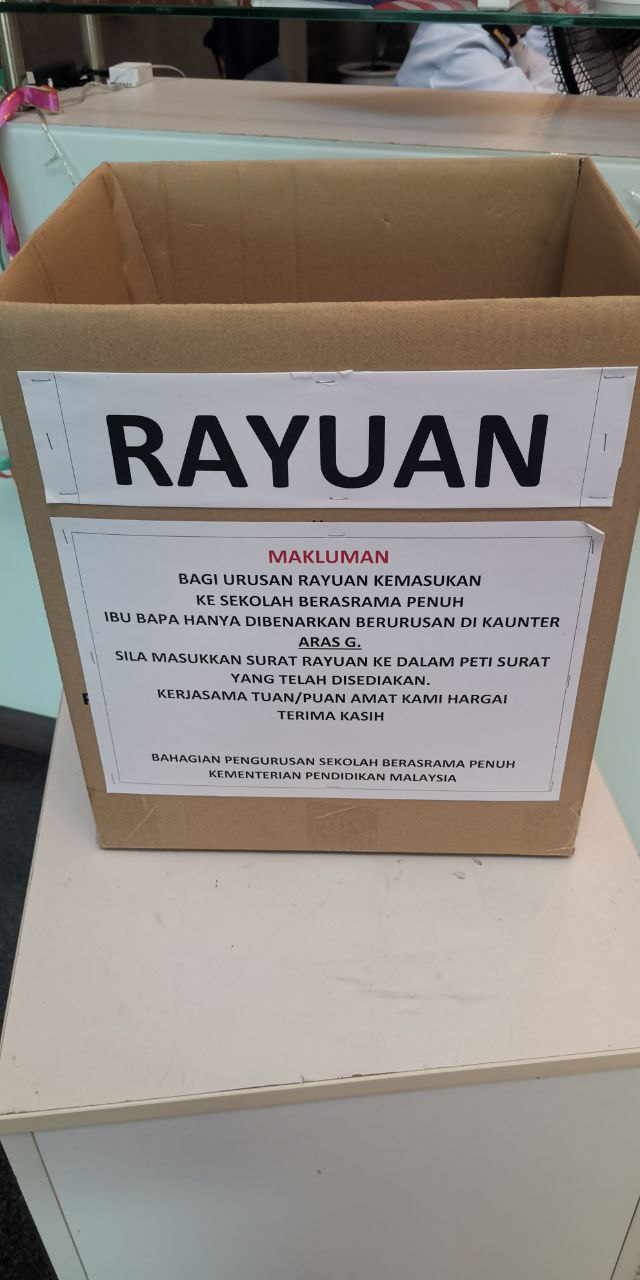 RAYUAN
MAKLUMAN
BAGI URUSAN RAYUAN KEMASUKAN
KE SEKOLAH BERASRAMA PENUH
IBU BAPA HANYA DIBENARKAN BERURUSAN DI KAUNTER
ARAS G.
SILA MASUKKAN SURAT RAYUAN KE DALAM PETI SURAT
YANG TELAH DISEDIAKAN.
KERJASAMA TUAN/PUAN AMAT KAMI HARGAI
TERIMA KASIH
BAHAGIAN PENGURUSAN SEKOLAH BERASRAMA PENUH
KEMENTERIAN PENDIDIKAN MALAYSIA